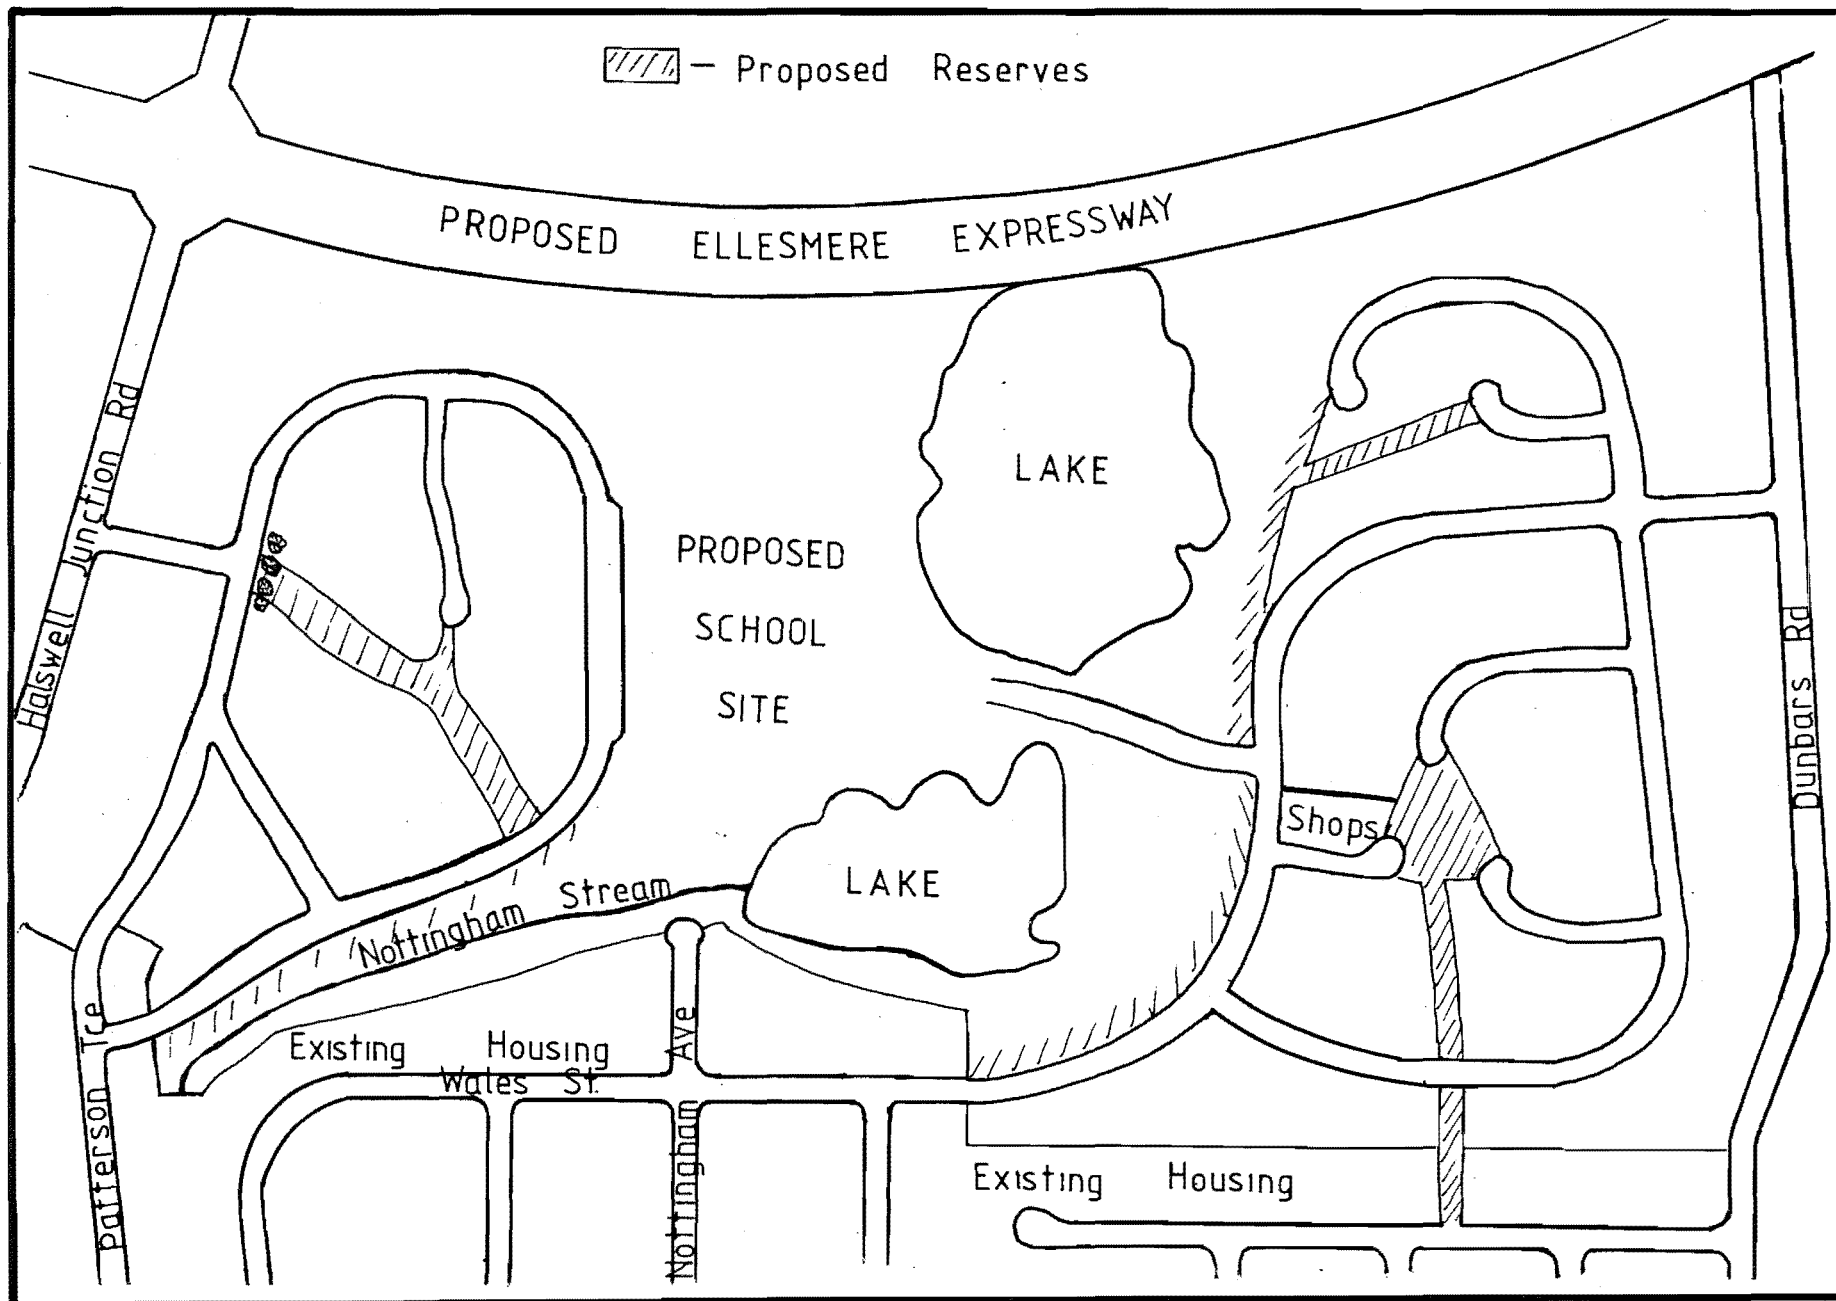 – Proposed Reserves
PROPOSED ELLESMERE EXPRESSWAY
Halswell Junction Rd
LAKE
PROPOSED
SCHOOL
SITE
Dunbars Rd
Shops
LAKE
Nottingham Stream
Patterson Tce
Existing Housing
Wales St.
Nottingham Ave
Existing Housing